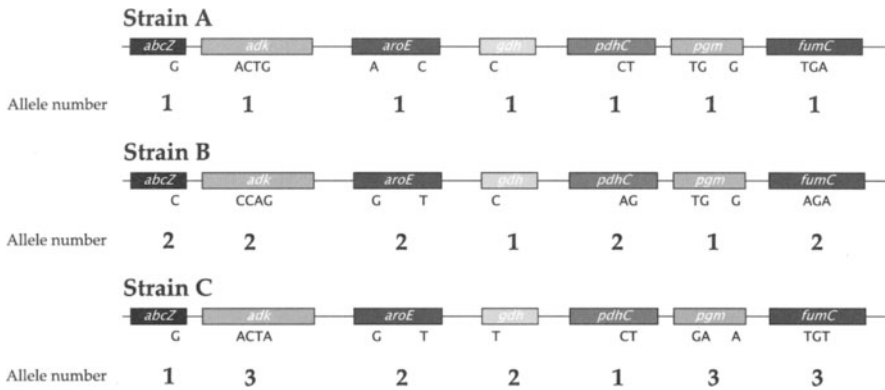 Strain A
abcZ adk aroE gdh pdhC pgm fumC
G ACTG A C C CT TG G TGA
Allele number 1 1 1 1 1 1 1
Strain B
abcZ adk aroE gdh pdhC pgm fumC
C CCAG G T C AG TG G AGA
Allele number 2 2 2 1 2 1 2
Strain C
abcZ adk aroE gdh pdhC pgm fumC
G ACTA G T T CT GA A TGT
Allele number 1 3 2 2 1 3 3